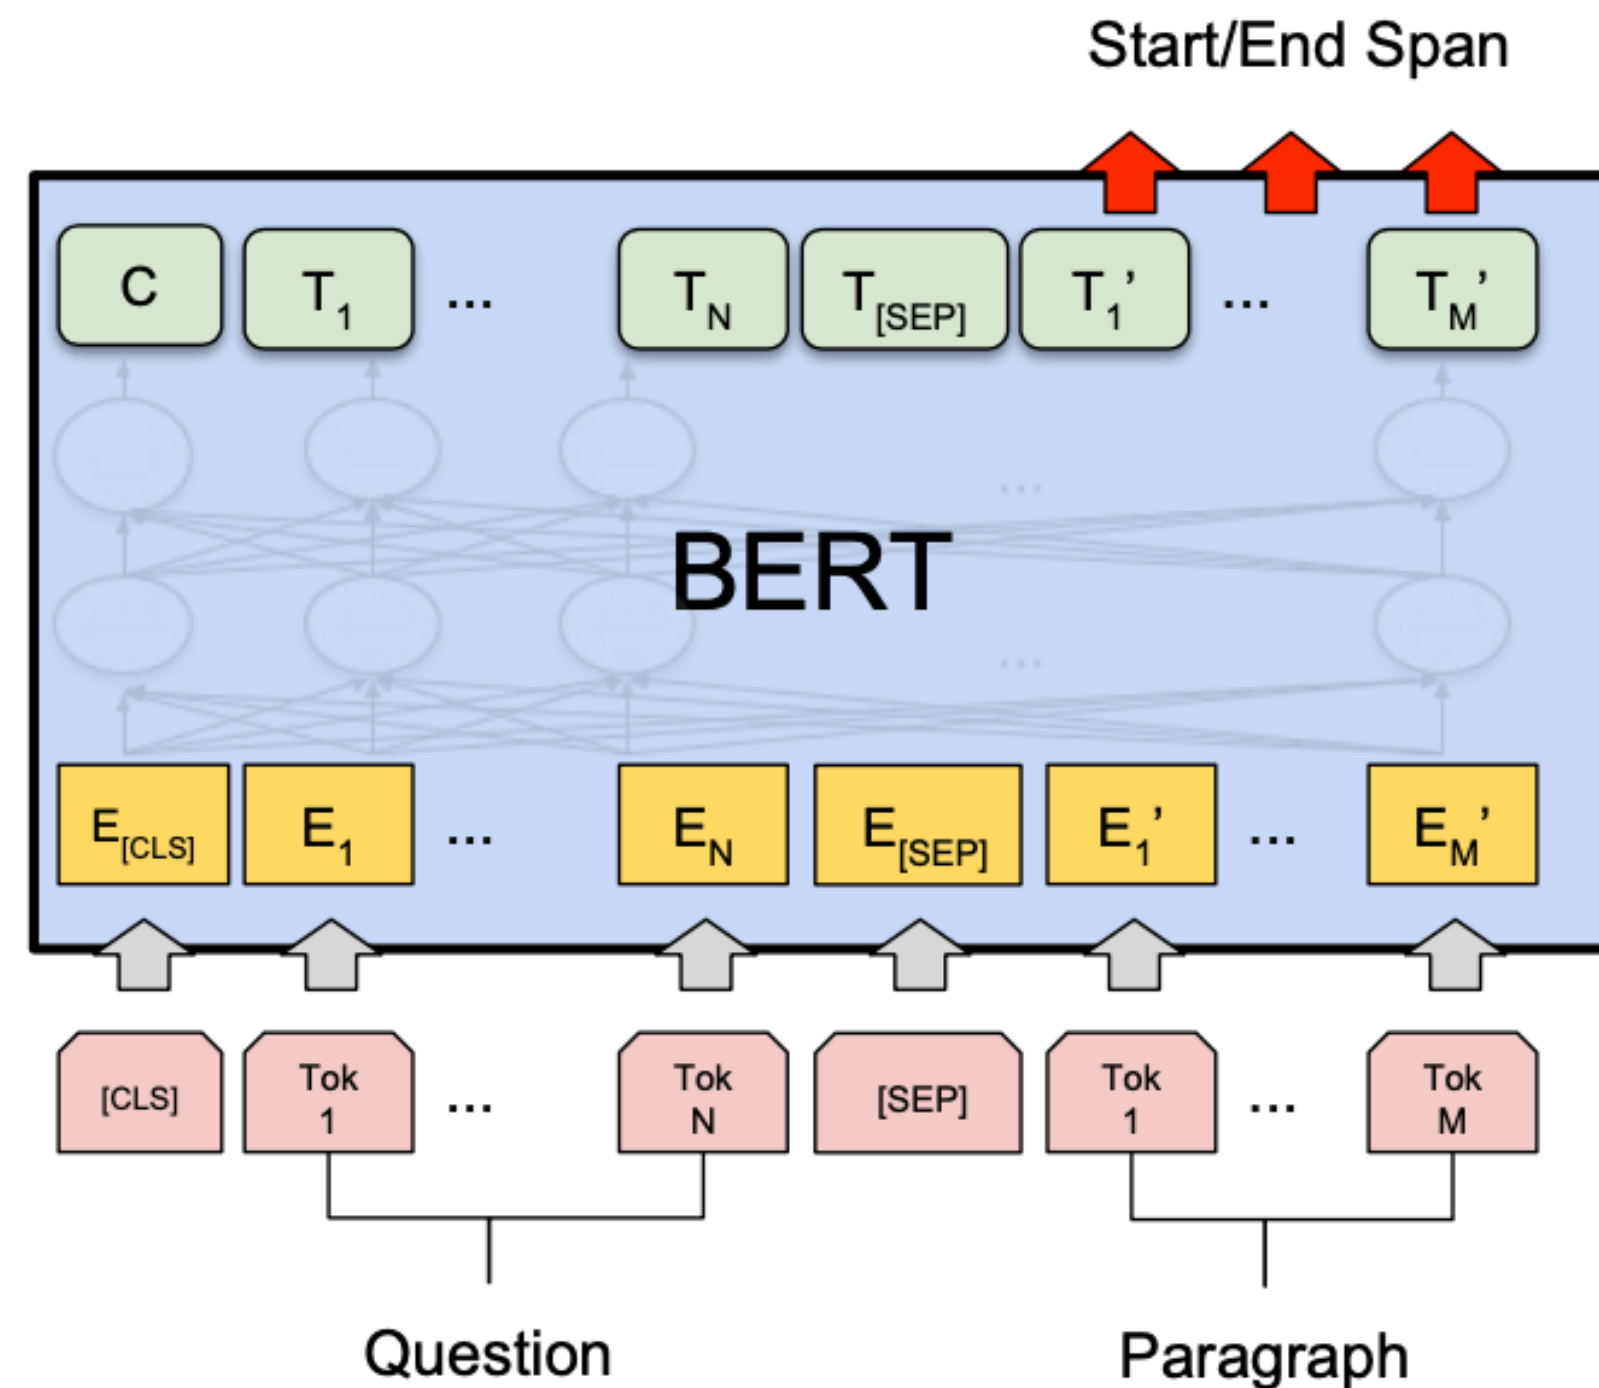 Start/End Span
C T1 ... TN T[SEP] T1’ ... TM’
...
BERT
...
E[CLS] E1 ... EN E[SEP] E1’ ... EM’
[CLS] Tok 1 ... Tok N [SEP] Tok 1 ... Tok M
Question Paragraph